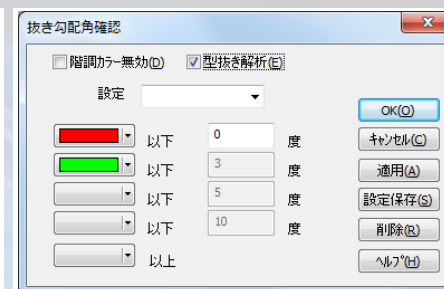 抜き勾配角確認
階調カラー無効(D) 型抜き解析(E)
設定
OK(O)
以下 0 度
キャンセル(C)
以下 3 度
適用(A)
以下 5 度
設定保存(S)
以下 10 度
削除(R)
以上
ヘルプ(H)